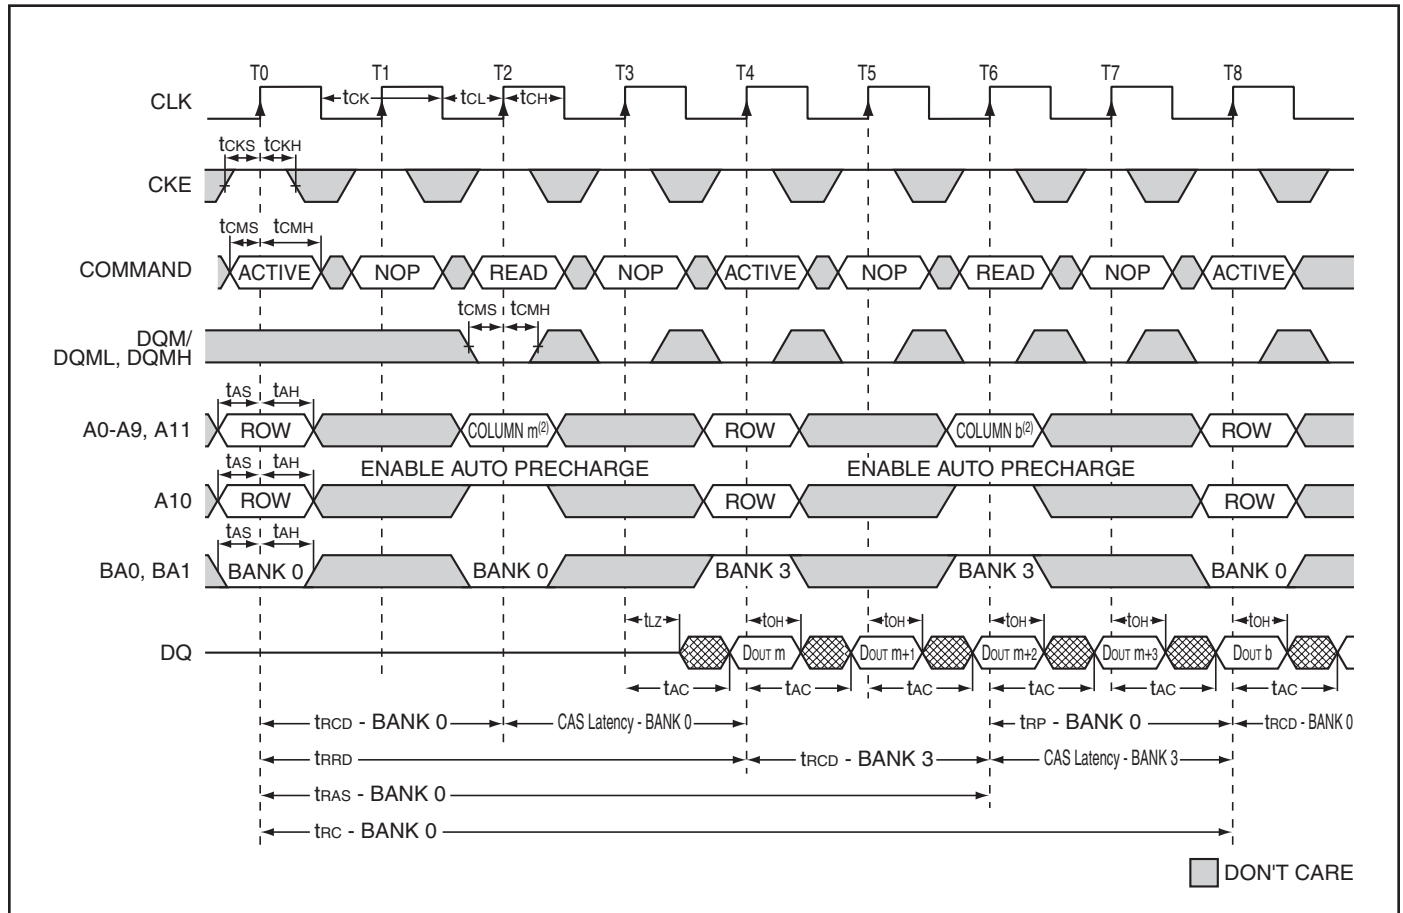 T0 T1 T2 T3 T4 T5 T6 T7 T8
CLK tCK tCL tCH
tCKS tCKH
CKE
tCMS tCMH
COMMAND ACTIVE NOP READ NOP ACTIVE NOP READ NOP ACTIVE
tCMS tCMH
DQM/
DQML, DQMH
tAS tAH
A0-A9, A11 ROW COLUMN m(2) ROW COLUMN b(2) ROW
tAS tAH ENABLE AUTO PRECHARGE ENABLE AUTO PRECHARGE
A10 ROW ROW ROW
tAS tAH
BA0, BA1 BANK 0 BANK 0 BANK 3 BANK 3 BANK 0
tLZ tOH tOH tOH tOH tOH
DQ DOUT m DOUT m+1 DOUT m+2 DOUT m+3 DOUT b
tAC tAC tAC tAC tAC tAC
tRCD - BANK 0 CAS Latency - BANK 0 tRP - BANK 0 tRCD - BANK 0
tRRD tRCD - BANK 3 CAS Latency - BANK 3
tRAS - BANK 0
tRC - BANK 0
DON'T CARE